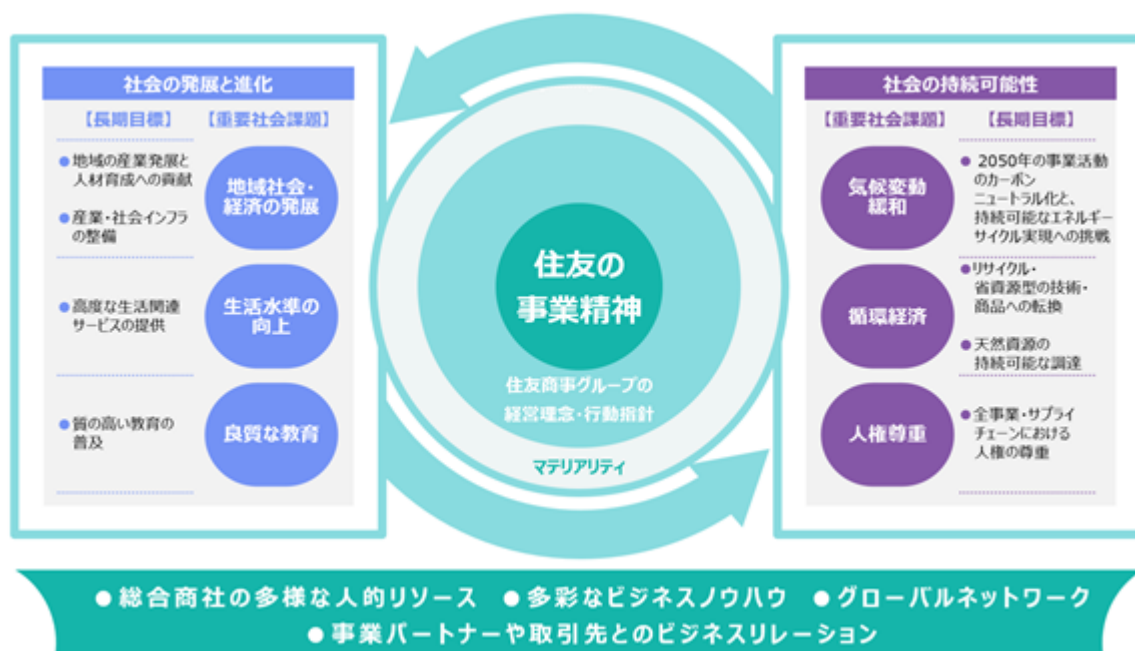 社会の発展と進化
【長期目標】 【重要社会課題】
●地域の産業発展と
人材育成への貢献
●産業・社会インフラ
の整備
地域社会・
経済の発展
●高度な生活関連
サービスの提供
生活水準の
向上
●質の高い教育の
普及
良質な教育
住友の
事業精神
住友商事グループの
経営理念・行動指針
マテリアリティ
社会の持続可能性
【重要社会課題】 【長期目標】
気候変動
緩和
● 2050年の事業活動
のカーボン
ニュートラル化と、
持続可能なエネルギー
サイクル実現への挑戦
循環経済
●リサイクル・
省資源型の技術・
商品への転換
●天然資源の
持続可能な調達
人権尊重
●全事業・サプライ
チェーンにおける
人権の尊重
●総合商社の多様な人的リソース ●多彩なビジネスノウハウ ●グローバルネットワーク
●事業パートナーや取引先とのビジネスリレーション